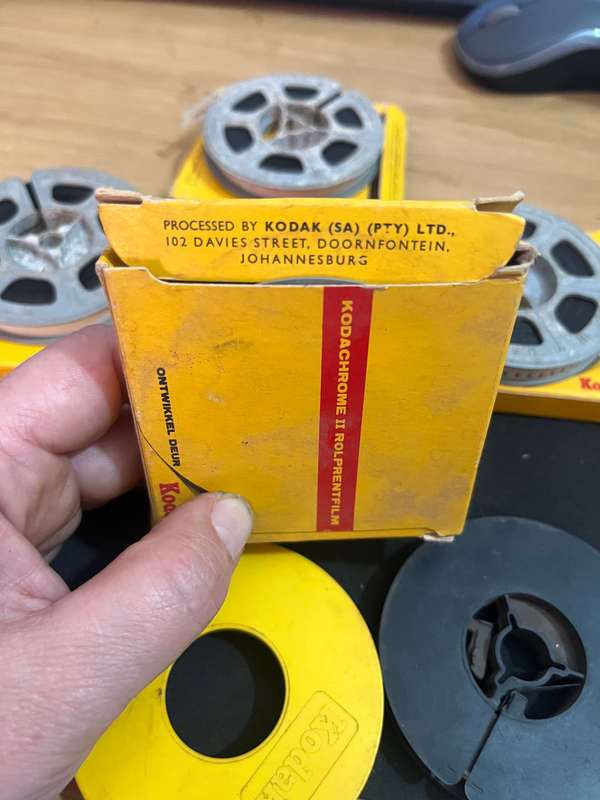 PROCESSED BY KODAK (SA) (PTY) LTD.,
102 DAVIES STREET, DOORNFONTEIN,
JOHANNESBURG
KODACHROME II ROLPRENTFILM
ONTWIKKEL DEUR
Kodak